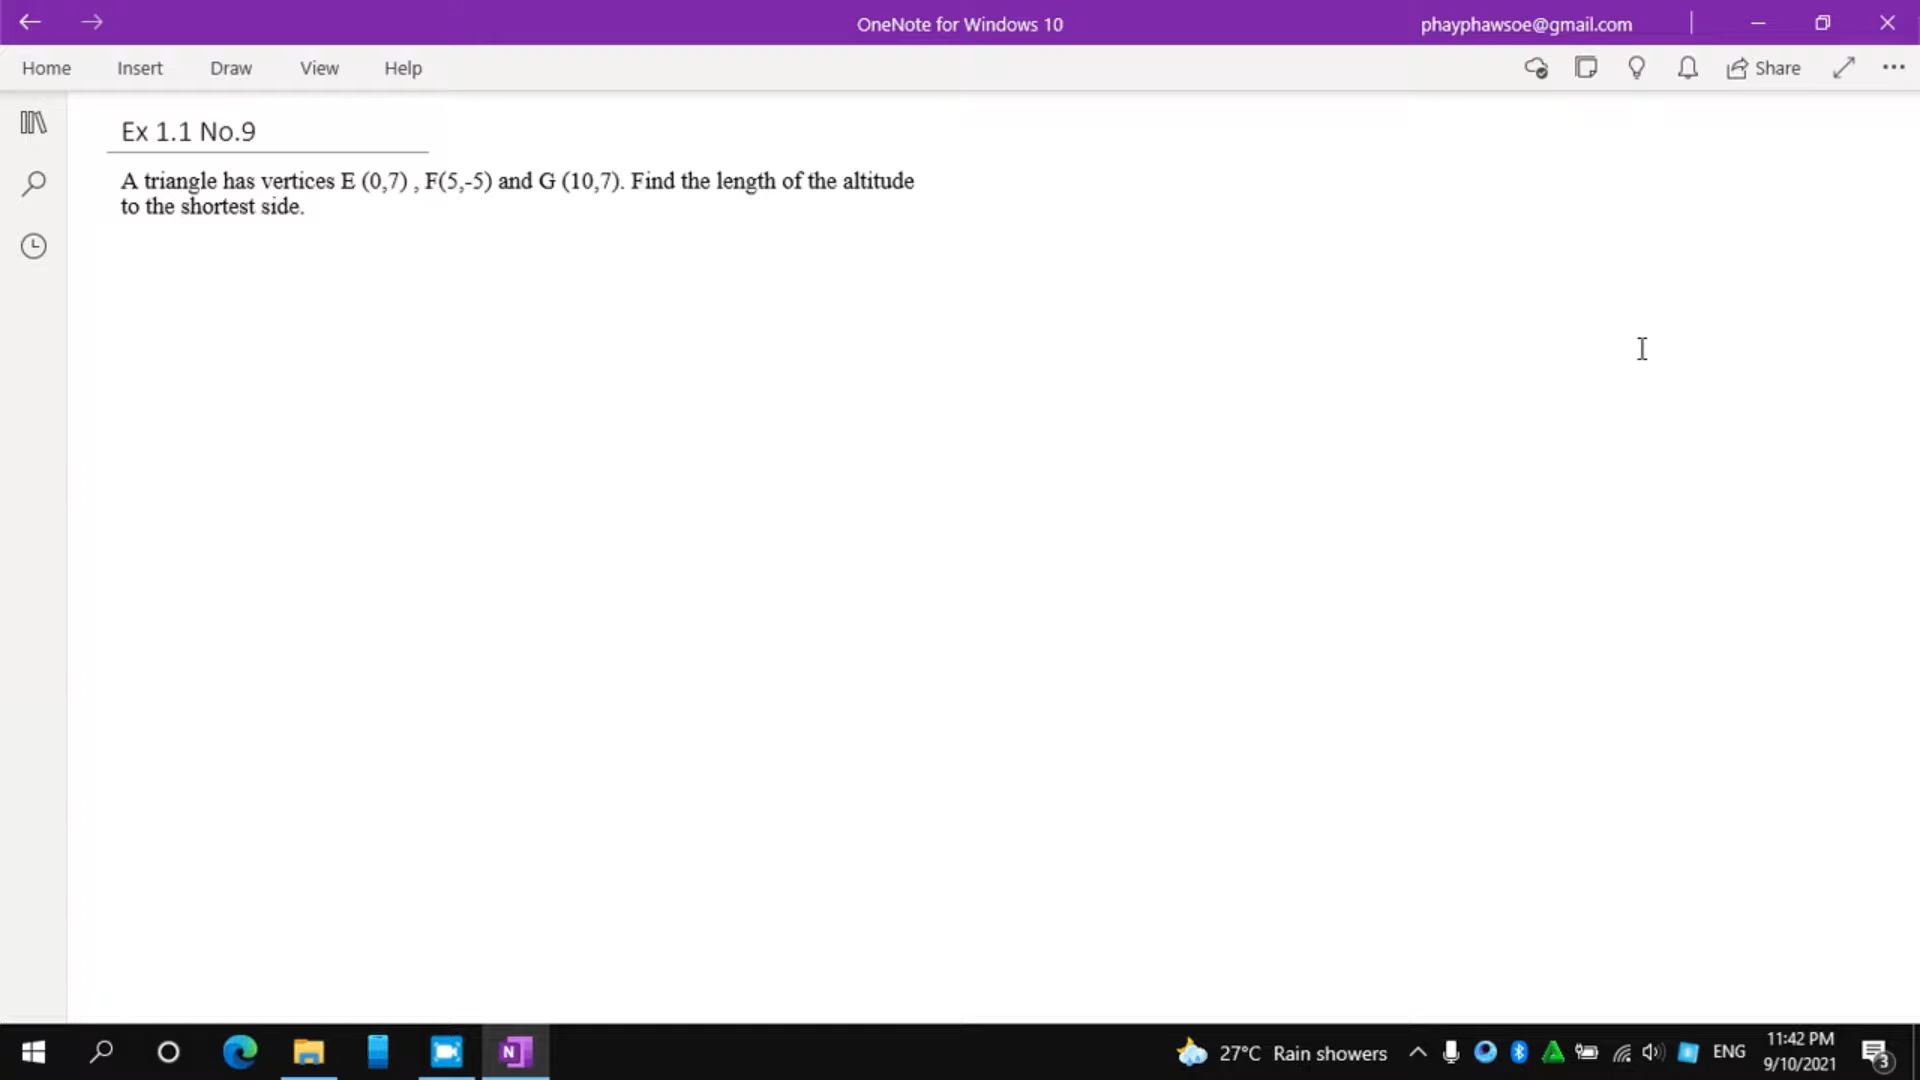 OneNote for Windows 10
phayphawsoe@gmail.com
Home Insert Draw View Help
Share
Ex 1.1 No.9
A triangle has vertices E (0,7) , F(5,-5) and G (10,7). Find the length of the altitude
to the shortest side.
N
27°C Rain showers
ENG
11:42 PM
9/10/2021
3